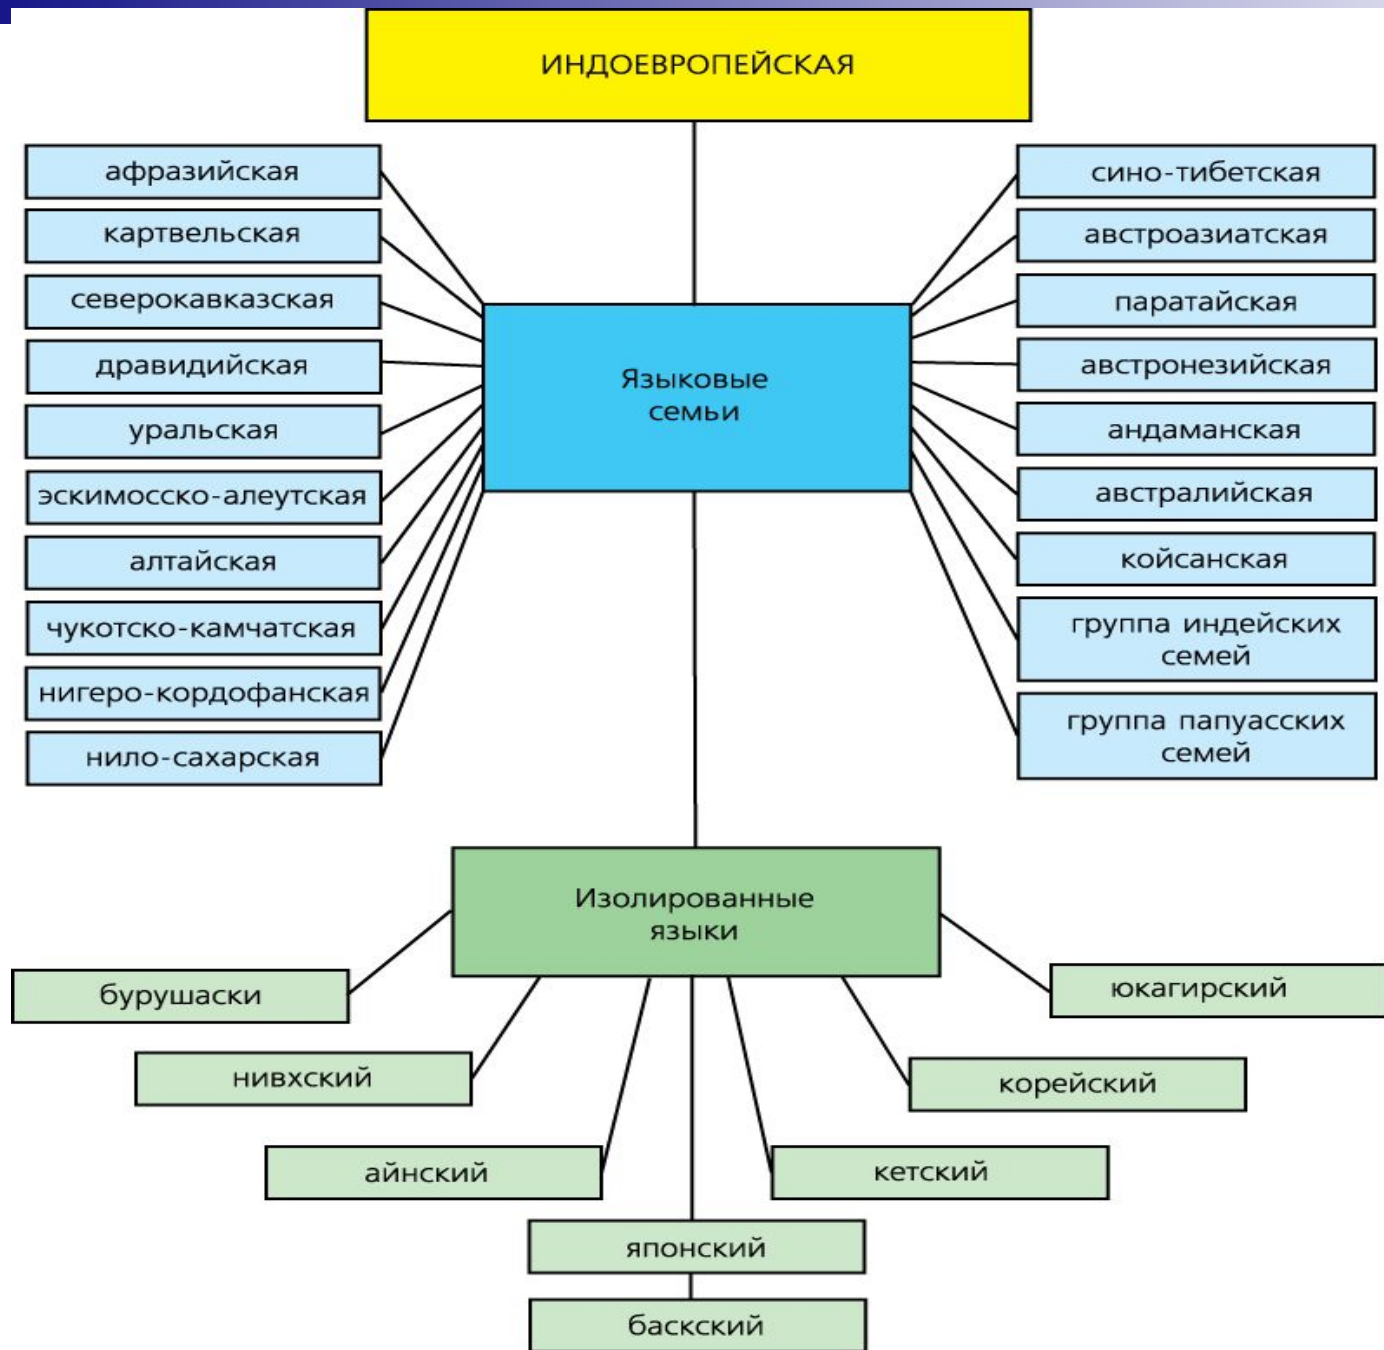 ИНДОЕВРОПЕЙСКАЯ
афразийская
картвельская
северокавказская
дравидийская
уральская
эскимосско-алеутская
алтайская
чукотско-камчатская
нигеро-кордофанская
нило-сахарская
Языковые
семьи
сино-тибетская
австроазиатская
паратайская
австронезийская
андаманская
австралийская
койсанская
группа индейских
семей
группа папуасских
семей
Изолированные
языки
бурушаски
нивхский
айнский
японский
баскский
кетский
корейский
юкагирский